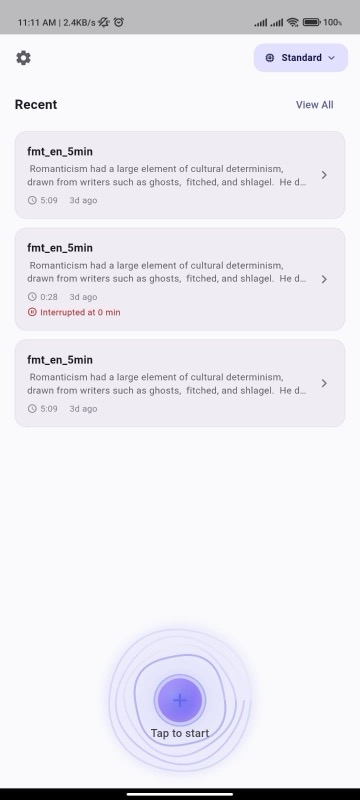 11:11 AM | 2.4KB/s
100%
Standard
Recent
View All
fmt_en_5min
Romanticism had a large element of cultural determinism,
drawn from writers such as ghosts,  fitched, and shlagel.  He d...
5:09 3d ago
fmt_en_5min
Romanticism had a large element of cultural determinism,
drawn from writers such as ghosts,  fitched, and shlagel.  He d...
0:28 3d ago
Interrupted at 0 min
fmt_en_5min
Romanticism had a large element of cultural determinism,
drawn from writers such as ghosts,  fitched, and shlagel.  He d...
5:09 3d ago
Tap to start